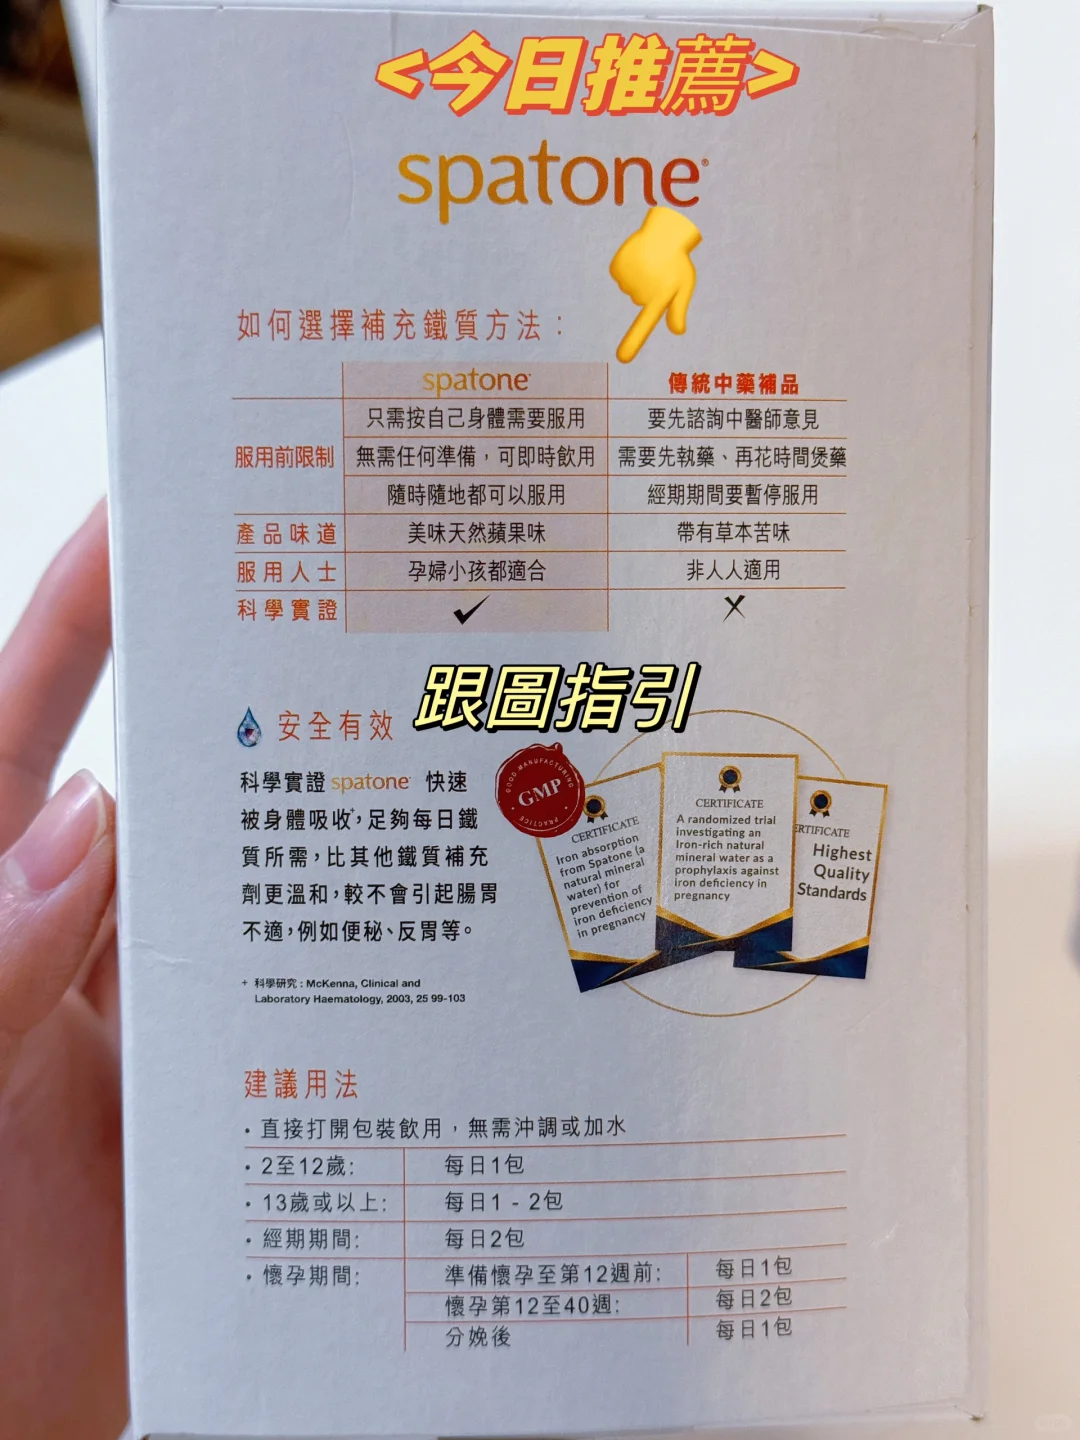 <今日推薦>
spatone
如何選擇補充鐵質方法：
spatone 傳統中藥補品
服用前限制
只需按自己身體需要服用 要先諮詢中醫師意見
無需任何準備，可即時飲用 需要先執藥、再花時間煲藥
隨時隨地都可以服用 經期期間要暫停服用
產品味道 美味天然蘋果味 帶有草本苦味
服用人士 孕婦小孩都適合 非人人適用
科學實證 ✓ X
跟圖指引
安全有效
科學實證 spatone 快速
被身體吸收+，足夠每日鐵
質所需，比其他鐵質補充
劑更溫和，較不會引起腸胃
不適，例如便秘、反胃等。
+ 科學研究：McKenna, Clinical and
Laboratory Haematology, 2003, 25 99-103
GOOD MANUFACTURING
GMP
PRACTICE
CERTIFICATE
Iron absorption
from Spatone (a
natural mineral
water) for
prevention of
iron deficiency
in pregnancy
CERTIFICATE
A randomized trial
investigating an
Iron-rich natural
mineral water as a
prophylaxis against
iron deficiency in
pregnancy
ERTIFICATE
Highest
Quality
Standards
建議用法
• 直接打開包裝飲用，無需沖調或加水
• 2至12歲: 每日1包
• 13歲或以上: 每日1 - 2包
• 經期期間: 每日2包
• 懷孕期間: 準備懷孕至第12週前: 每日1包
懷孕第12至40週: 每日2包
分娩後 每日1包